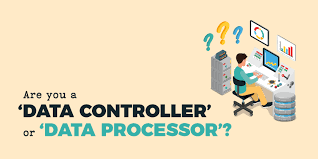 Are you a
‘DATA CONTROLLER’
or ‘DATA PROCESSOR’?